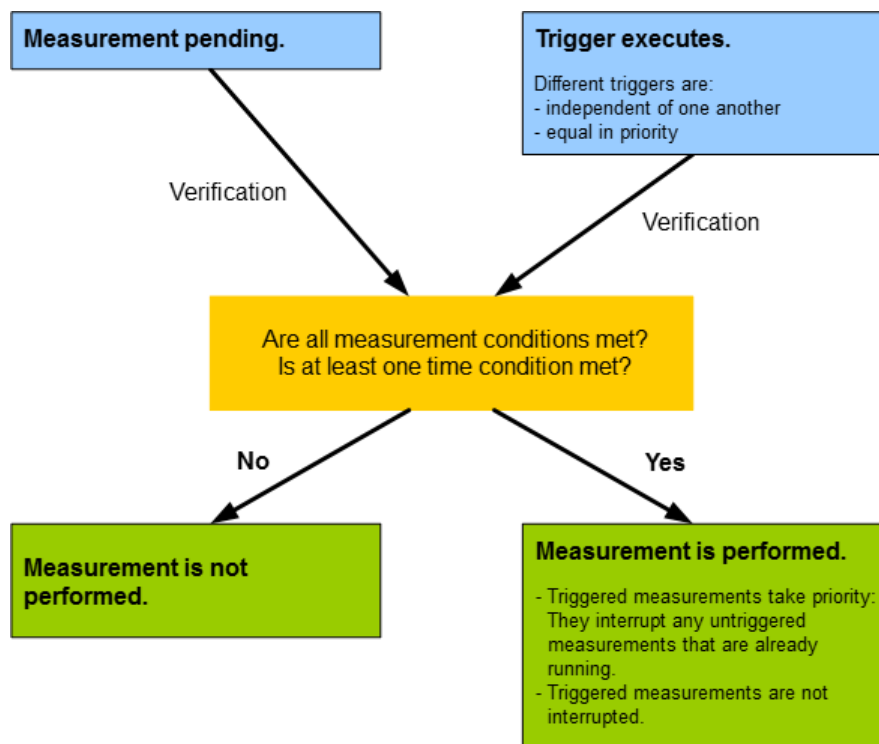 Measurement pending.
Trigger executes.
Different triggers are:
- independent of one another
- equal in priority
Verification
Verification
Are all measurement conditions met?
Is at least one time condition met?
No
Yes
Measurement is not
performed.
Measurement is performed.
- Triggered measurements take priority:
They interrupt any untriggered
measurements that are already
running.
- Triggered measurements are not
interrupted.